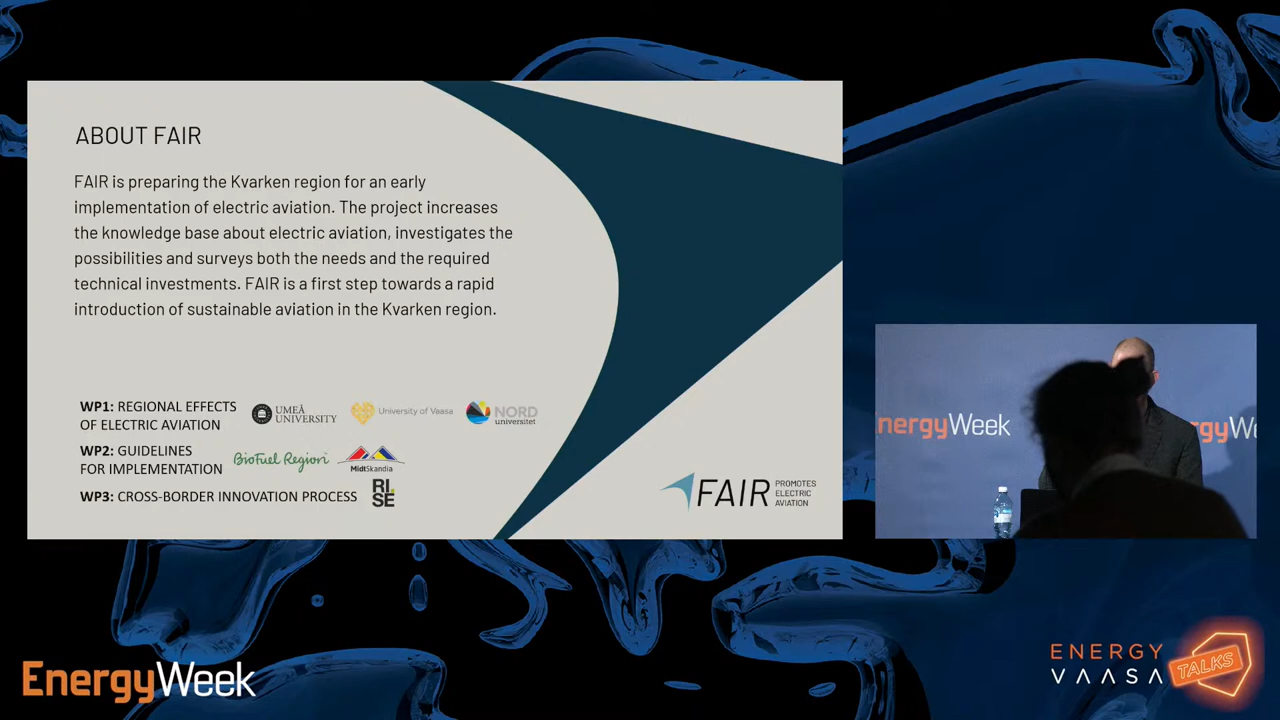 ABOUT FAIR
FAIR is preparing the Kvarken region for an early
implementation of electric aviation. The project increases
the knowledge base about electric aviation, investigates the
possibilities and surveys both the needs and the required
technical investments. FAIR is a first step towards a rapid
introduction of sustainable aviation in the Kvarken region.
WP1: REGIONAL EFFECTS
OF ELECTRIC AVIATION
UMEÅ
UNIVERSITY
University of Vaasa
NORD
universitet
WP2: GUIDELINES
FOR IMPLEMENTATION
BioFuel Region
MidtSkandia
WP3: CROSS-BORDER INNOVATION PROCESS
RI.
SE
FAIR
PROMOTES
ELECTRIC
AVIATION
nergyWeek
rgyWe
EnergyWeek
ENERGY
VAASA
TALKS